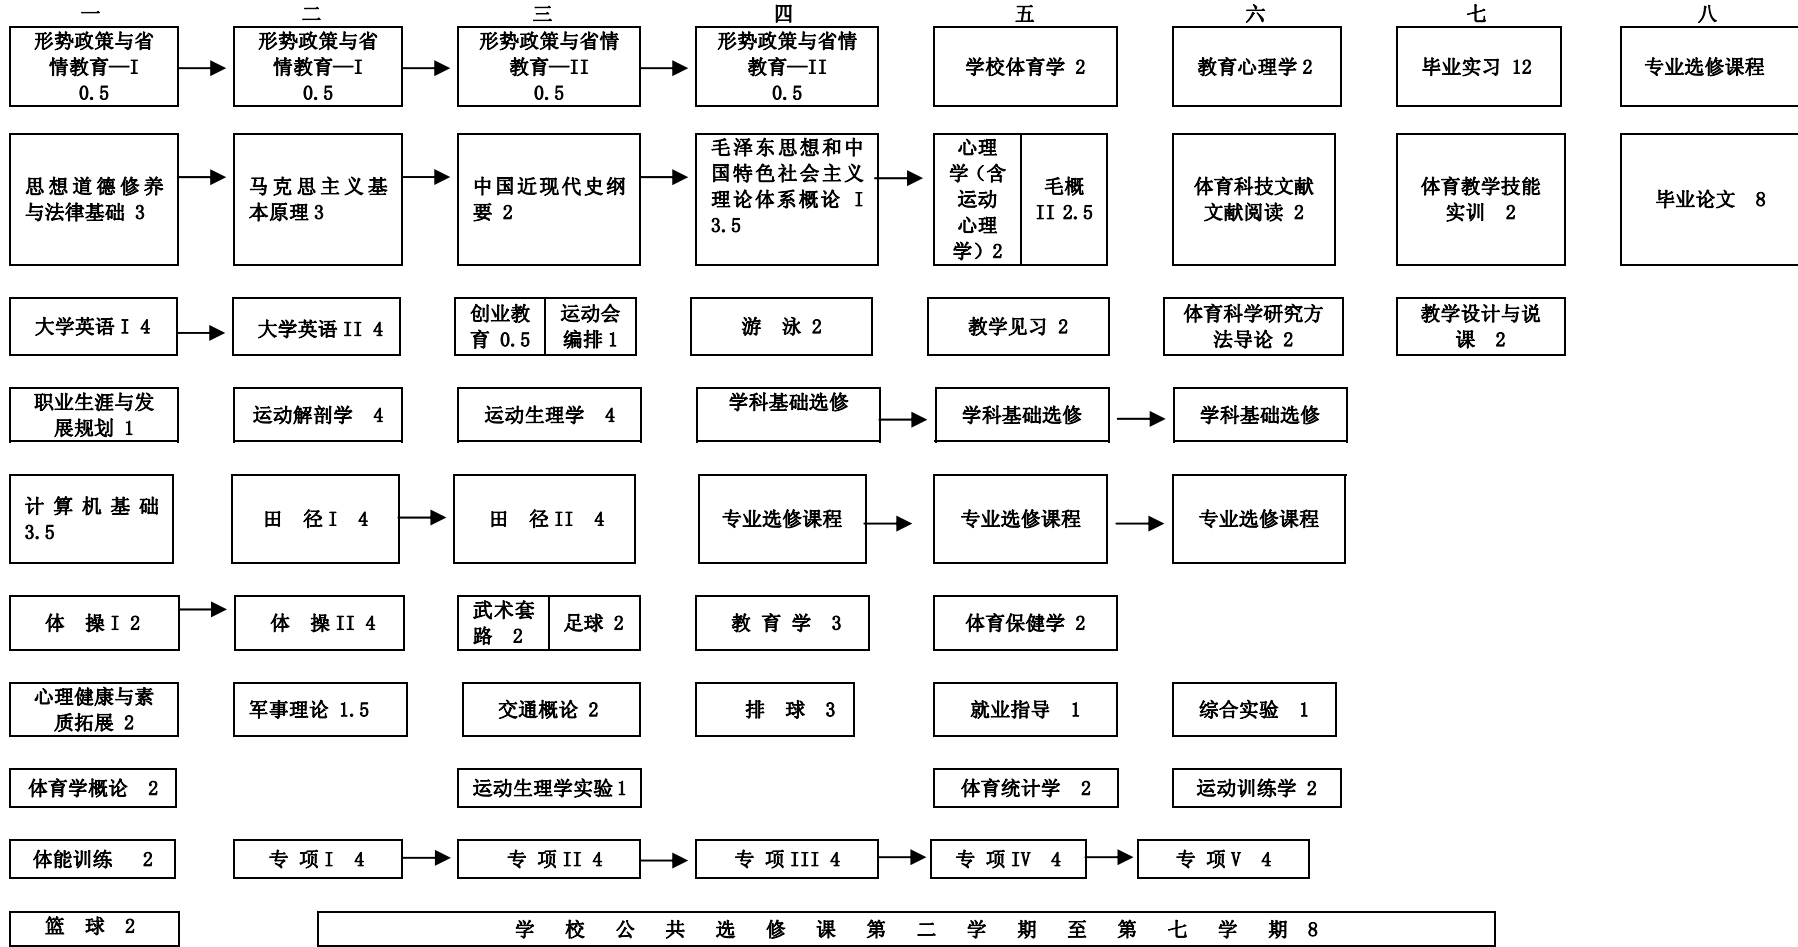 一 二 三 四 五 六 七 八
形势政策与省
情教育—I
0.5
形势政策与省
情教育—I
0.5
形势政策与省情
教育—II
0.5
形势政策与省情
教育—II
0.5
学校体育学 2
教育心理学2
毕业实习 12
专业选修课程
思想道德修养
与法律基础 3
马克思主义基
本原理3
中国近现代史纲
要 2
毛泽东思想和中
国特色社会主义
理论体系概论 I
3.5
心理
学（含
运动
心理
学）2
毛概
II 2.5
体育科技文献
文献阅读 2
体育教学技能
实训 2
毕业论文 8
大学英语I 4
大学英语II 4
创业教
育 0.5
运动会
编排1
游 泳 2
教学见习 2
体育科学研究方
法导论 2
教学设计与说
课 2
职业生涯与发
展规划 1
运动解剖学 4
运动生理学 4
学科基础选修
学科基础选修
学科基础选修
计算机基础
3.5
田 径I 4
田 径II 4
专业选修课程
专业选修课程
专业选修课程
体 操I 2
体 操II 4
武术套
路 2
足球 2
教 育 学 3
体育保健学 2
心理健康与素
质拓展 2
军事理论 1.5
交通概论 2
排 球 3
就业指导 1
综合实验 1
体育学概论 2
运动生理学实验1
体育统计学 2
运动训练学 2
体能训练 2
专 项I 4
专 项II 4
专 项III 4
专 项IV 4
专 项V 4
篮 球 2
学 校 公 共 选 修 课 第 二 学 期 至 第 七 学 期 8